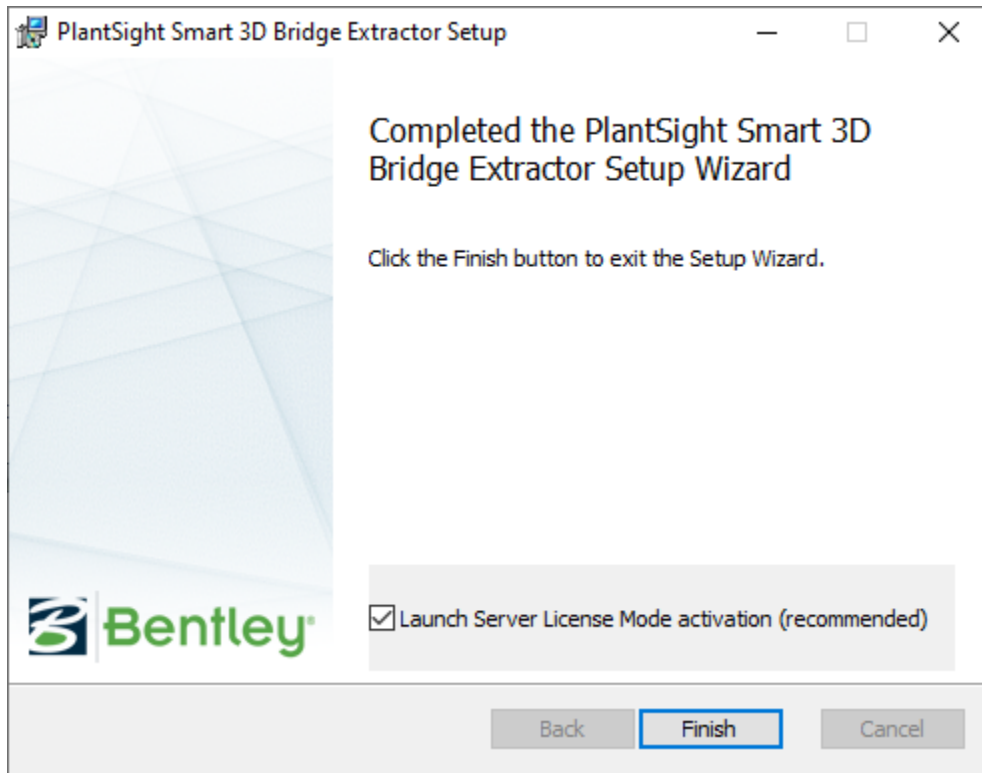 PlantSight Smart 3D Bridge Extractor Setup
Completed the PlantSight Smart 3D
Bridge Extractor Setup Wizard
Click the Finish button to exit the Setup Wizard.
Launch Server License Mode activation (recommended)
Bentley®
Back
Finish
Cancel